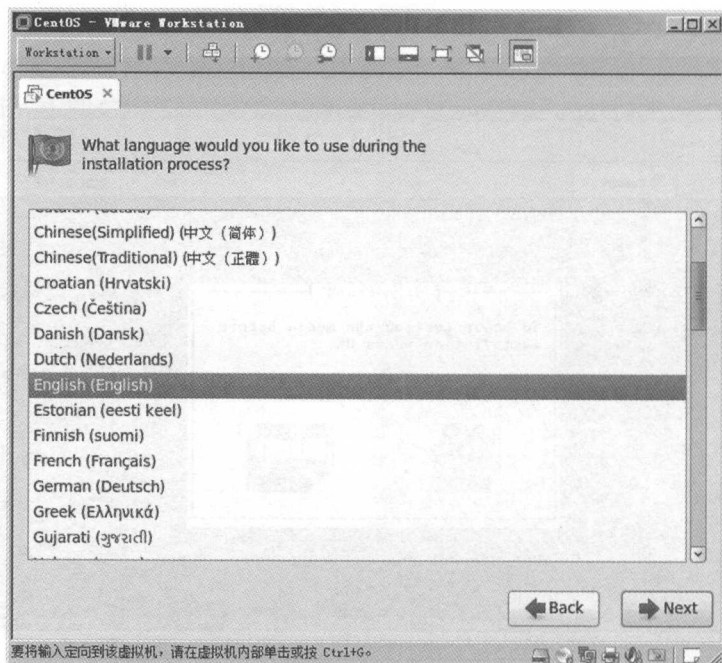 CentOS - VMware Workstation
Workstation
CentOS ×
What language would you like to use during the
installation process?
Catalan (Català)
Chinese(Simplified) (中文（简体）)
Chinese(Traditional) (中文（正體）)
Croatian (Hrvatski)
Czech (Čeština)
Danish (Dansk)
Dutch (Nederlands)
English (English)
Estonian (eesti keel)
Finnish (suomi)
French (Français)
German (Deutsch)
Greek (Ελληνικά)
Gujarati (ગુજરાતી)
Back
Next
要将输入定向到该虚拟机，请在虚拟机内部单击或按 Ctrl+G。